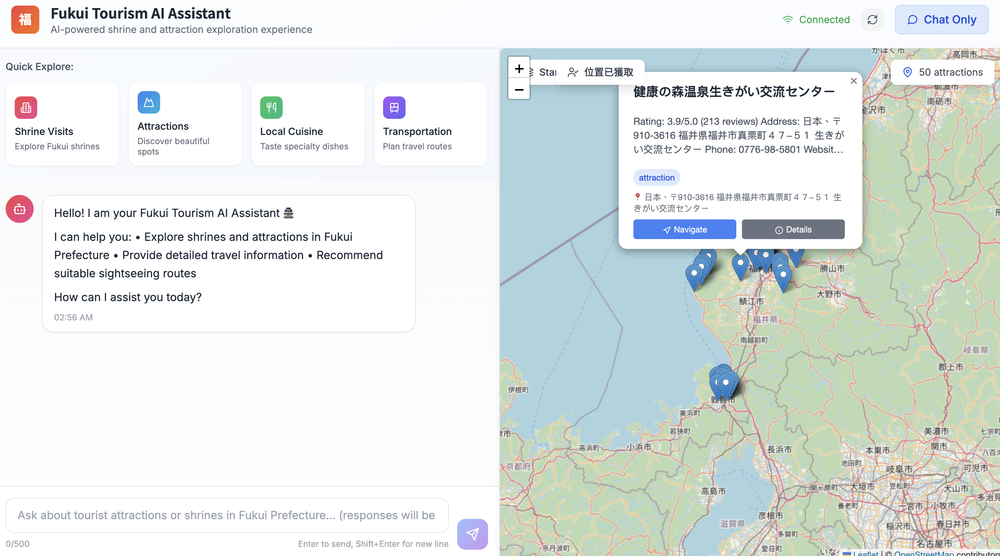 福
Fukui Tourism AI Assistant
AI-powered shrine and attraction exploration experience
Connected
Chat Only
Quick Explore:
Shrine Visits
Explore Fukui shrines
Attractions
Discover beautiful
spots
Local Cuisine
Taste specialty dishes
Transportation
Plan travel routes
Hello! I am your Fukui Tourism AI Assistant 🏯
I can help you: • Explore shrines and attractions in Fukui
Prefecture • Provide detailed travel information • Recommend
suitable sightseeing routes
How can I assist you today?
02:56 AM
Ask about tourist attractions or shrines in Fukui Prefecture... (responses will be
0/500
Enter to send, Shift+Enter for new line
+
−
位置已獲取
50 attractions
×
健康の森温泉生きがい交流センター
Rating: 3.9/5.0 (213 reviews) Address: 日本、〒
910-3616 福井県福井市真栗町４７−５１ 生きが
い交流センター Phone: 0776-98-5801 Websit…
attraction
📍 日本、〒910-3616 福井県福井市真栗町４７−５１ 生
きがい交流センター
Navigate
Details
かほく市
高岡市
砺波市
南砺市
金沢市
勝山市
大野市
鯖江市
福井県
南越前町
岐阜県
郡上市
伊根町
敦賀市
美浜町
若狭町
美濃市
七宗町
高浜町
小浜市
長浜市
本巣市
関市
京都府
池田町
岐阜市
可児市
高島市
関ヶ原町
大垣市
笠松町
犬山市
養老町
一宮市
小牧市
彦根市
滋賀県
稲沢市
春日井市
多賀町
名古屋市
京丹波町
愛荘町
Leaflet | © OpenStreetMap contributors